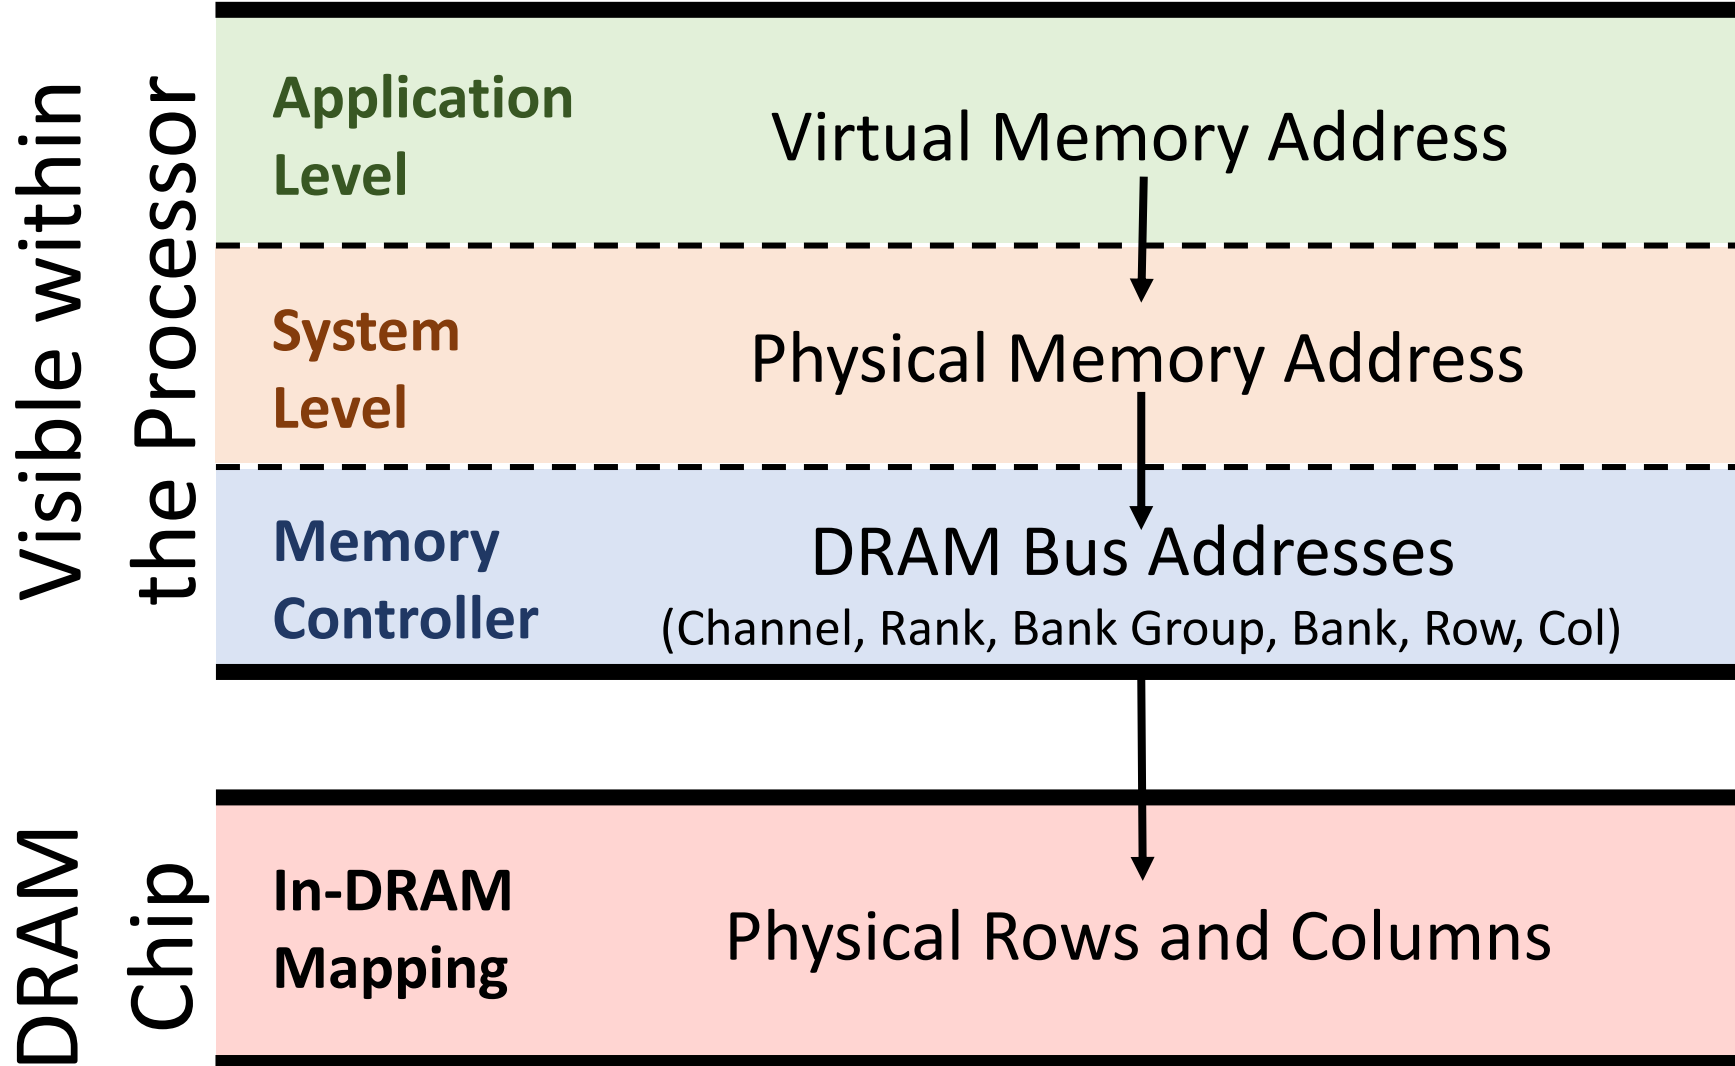 Visible within
the Processor
Application
Level
Virtual Memory Address
System
Level
Physical Memory Address
Memory
Controller
DRAM Bus Addresses
(Channel, Rank, Bank Group, Bank, Row, Col)
DRAM
Chip
In-DRAM
Mapping
Physical Rows and Columns